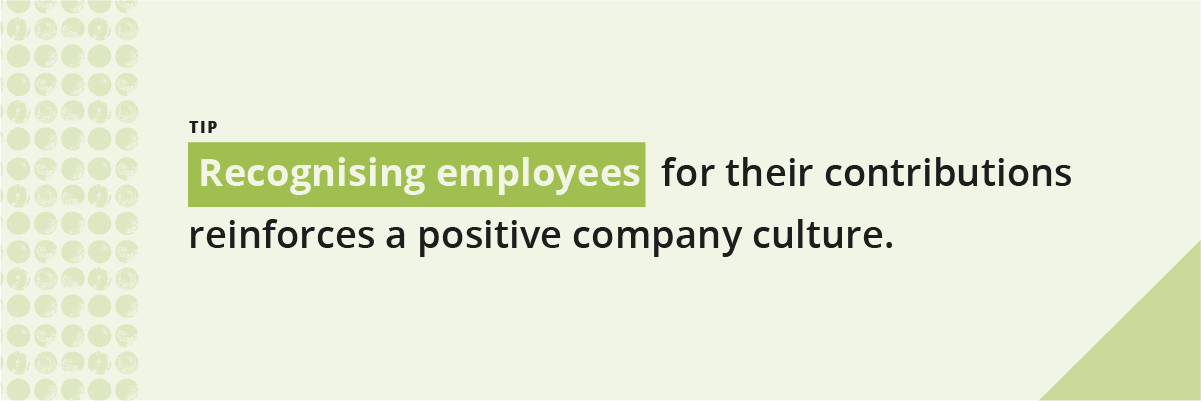 TIP
Recognising employees for their contributions
reinforces a positive company culture.